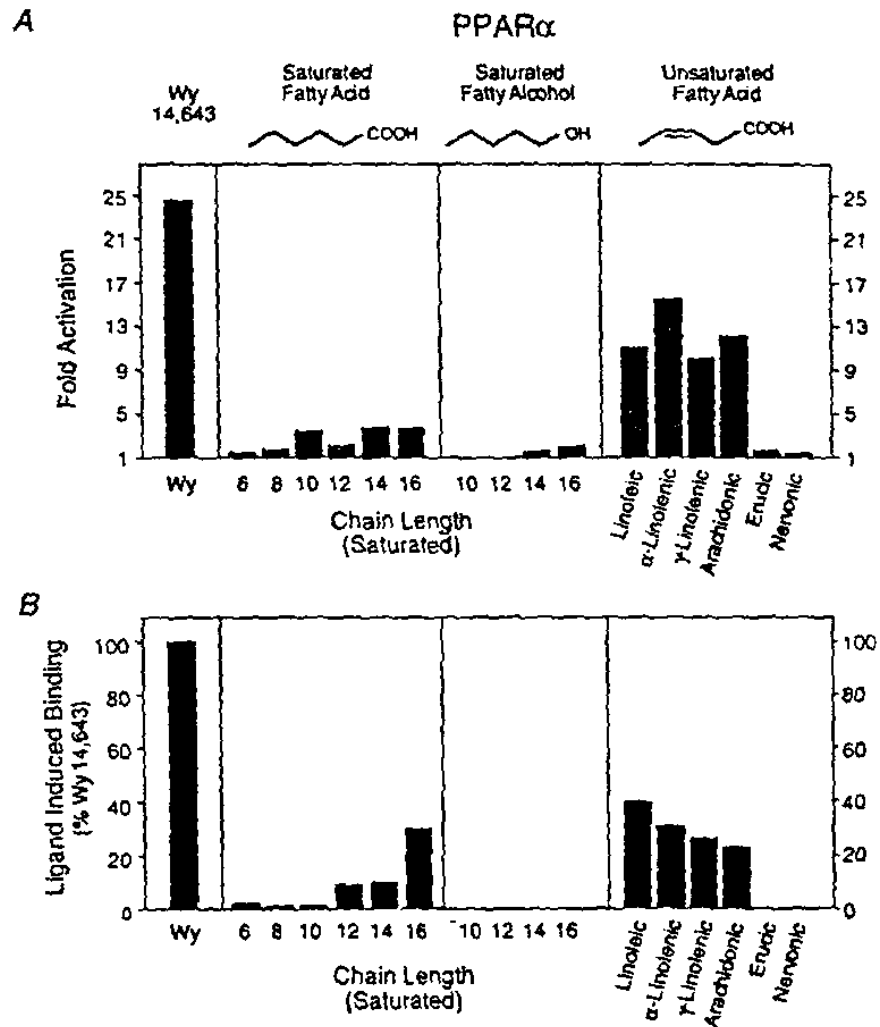 A
PPARα
Wy
14,643
Saturated
Fatty Acid
Saturated
Fatty Alcohol
Unsaturated
Fatty Acid
COOH
OH
COOH
Fold Activation
25
21
17
13
9
5
1
25
21
17
13
9
5
1
Wy
6 8 10 12 14 16
10 12 14 16
Linoleic
α-Linolenic
γ-Linolenic
Arachidonic
Erucic
Nervonic
Chain Length
(Saturated)
B
Ligand Induced Binding
(% Wy 14,643)
100
80
60
40
20
0
100
80
60
40
20
0
Wy
6 8 10 12 14 16
10 12 14 16
Linoleic
α-Linolenic
γ-Linolenic
Arachidonic
Erucic
Nervonic
Chain Length
(Saturated)